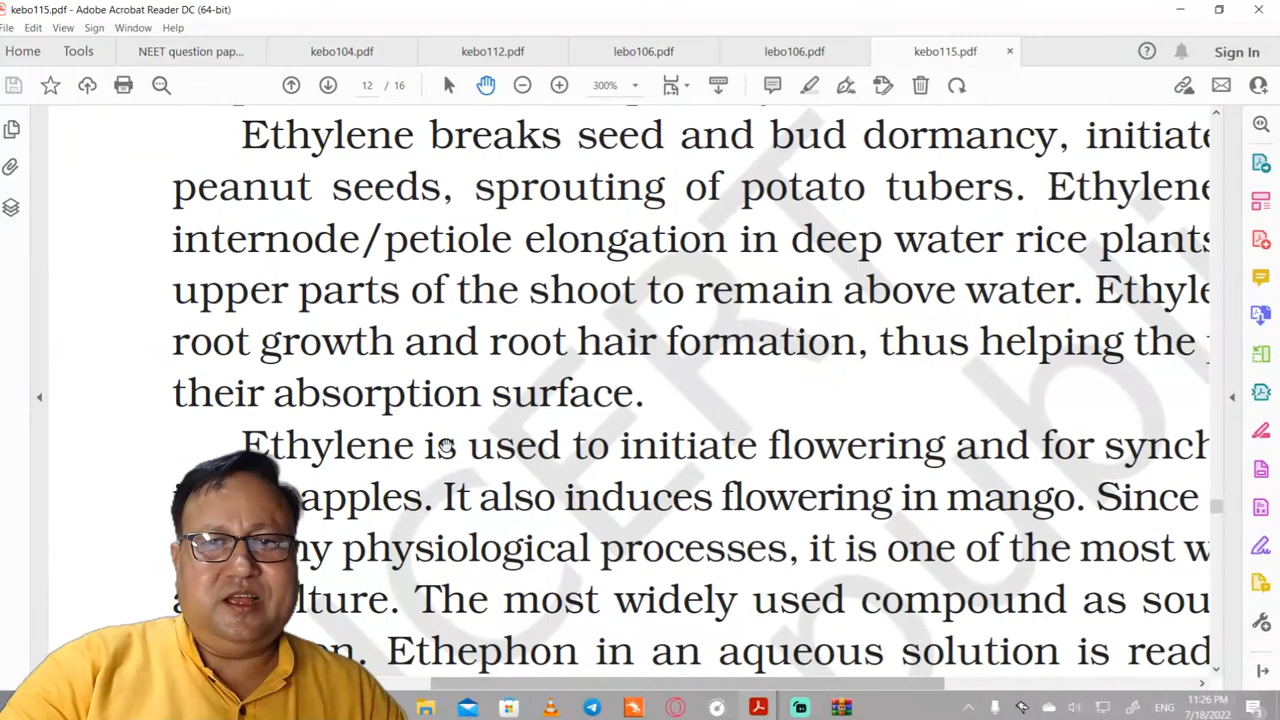 kebo115.pdf - Adobe Acrobat Reader DC (64-bit)
File Edit View Sign Window Help
Home Tools NEET question pap... kebo104.pdf kebo112.pdf lebo106.pdf lebo106.pdf kebo115.pdf × Sign In
12 / 16 300%
Ethylene breaks seed and bud dormancy, initiate
peanut seeds, sprouting of potato tubers. Ethylene
internode/petiole elongation in deep water rice plants
upper parts of the shoot to remain above water. Ethyle
root growth and root hair formation, thus helping the
their absorption surface.
Ethylene is used to initiate flowering and for synch
apples. It also induces flowering in mango. Since
ny physiological processes, it is one of the most w
lture. The most widely used compound as sou
on. Ethephon in an aqueous solution is read
NCERT
publi
ENG 11:26 PM
7/18/2022